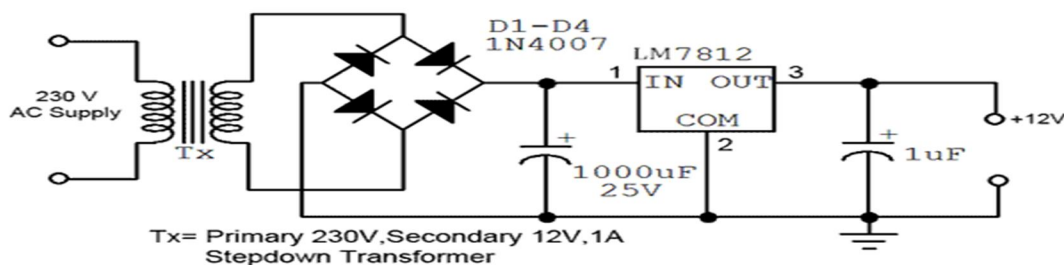 D1-D4
1N4007
LM7812
1
IN OUT
3
230 V
AC Supply
COM
+12V
Tx
+
2
+
1000uF
25V
1uF
Tx= Primary 230V,Secondary 12V,1A
Stepdown Transformer